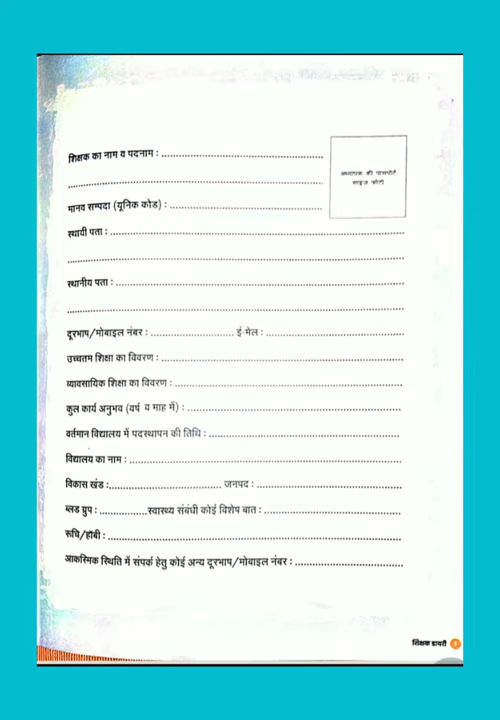 शिक्षक का नाम व पदनाम : ............................................
अध्यापक की पासपोर्ट
साइज फोटो
............................................
मानव सम्पदा (यूनिक कोड) : ............................................
स्थायी पता : ............................................
............................................
स्थानीय पता : ............................................
............................................
दूरभाष/मोबाइल नंबर : ............................ ई-मेल : ............................................
उच्चतम शिक्षा का विवरण : ............................................
व्यावसायिक शिक्षा का विवरण : ............................................
कुल कार्य अनुभव (वर्ष व माह में) : ............................................
वर्तमान विद्यालय में पदस्थापन की तिथि : ............................................
विद्यालय का नाम : ............................................
विकास खंड :...................................... जनपद : ............................................
ब्लड ग्रुप : ................स्वास्थ्य संबंधी कोई विशेष बात : ............................................
रूचि/हॉबी : ............................................
आकस्मिक स्थिति में संपर्क हेतु कोई अन्य दूरभाष/मोबाइल नंबर : ....................................
शिक्षक डायरी